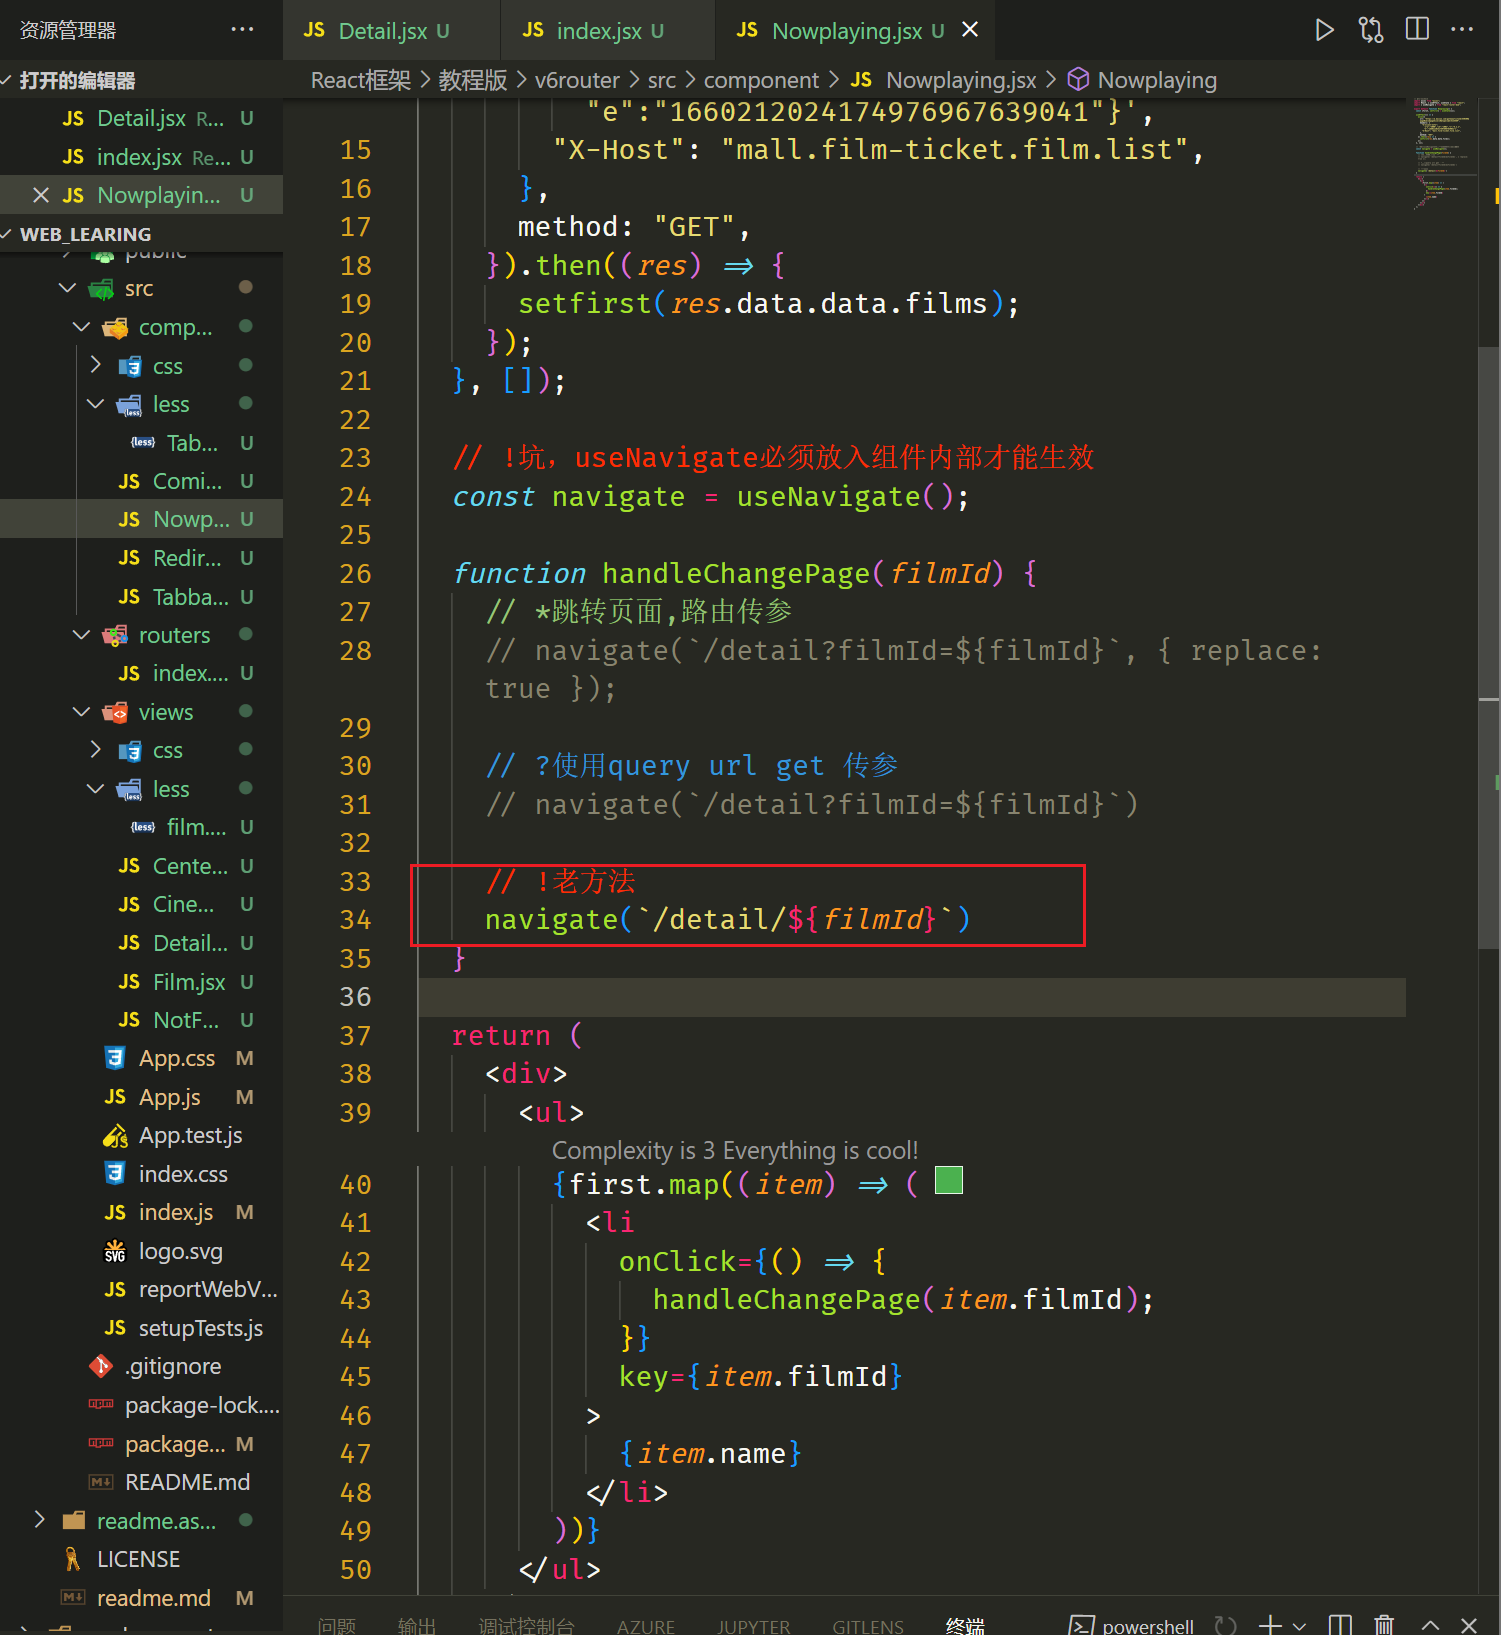 资源管理器 ···
JS Detail.jsx U
JS index.jsx U
JS Nowplaying.jsx U
打开的编辑器
JS Detail.jsx R... U
JS index.jsx Re... U
JS Nowplayin... U
WEB_LEARING
public
src
comp...
css
less
{less} Tab... U
JS Comi... U
JS Nowp... U
JS Redir... U
JS Tabba... U
routers
JS index.... U
views
css
less
{less} film.... U
JS Cente... U
JS Cine... U
JS Detail... U
JS Film.jsx U
JS NotF... U
App.css M
JS App.js M
App.test.js
index.css
JS index.js M
SVG logo.svg
JS reportWebV...
JS setupTests.js
.gitignore
package-lock....
package... M
README.md
readme.as...
LICENSE
readme.md M
React框架 > 教程版 > v6router > src > component > JS Nowplaying.jsx > Nowplaying
"e":"1660212024174976967639041"}',
15 "X-Host": "mall.film-ticket.film.list",
16 },
17 method: "GET",
18 }).then((res) => {
19 setfirst(res.data.data.films);
20 });
21 }, []);
22
23 // !坑，useNavigate必须放入组件内部才能生效
24 const navigate = useNavigate();
25
26 function handleChangePage(filmId) {
27 // *跳转页面,路由传参
28 // navigate(`/detail?filmId=${filmId}`, { replace:
true });
29
30 // ?使用query url get 传参
31 // navigate(`/detail?filmId=${filmId}`)
32
33 // !老方法
34 navigate(`/detail/${filmId}`)
35 }
36
37 return (
38 <div>
39 <ul>
Complexity is 3 Everything is cool!
40 {first.map((item) => (
41 <li
42 onClick={() => {
43 handleChangePage(item.filmId);
44 }}
45 key={item.filmId}
46 >
47 {item.name}
48 </li>
49 ))}
50 </ul>
问题 输出 调试控制台 AZURE JUPYTER GITLENS 终端 powershell